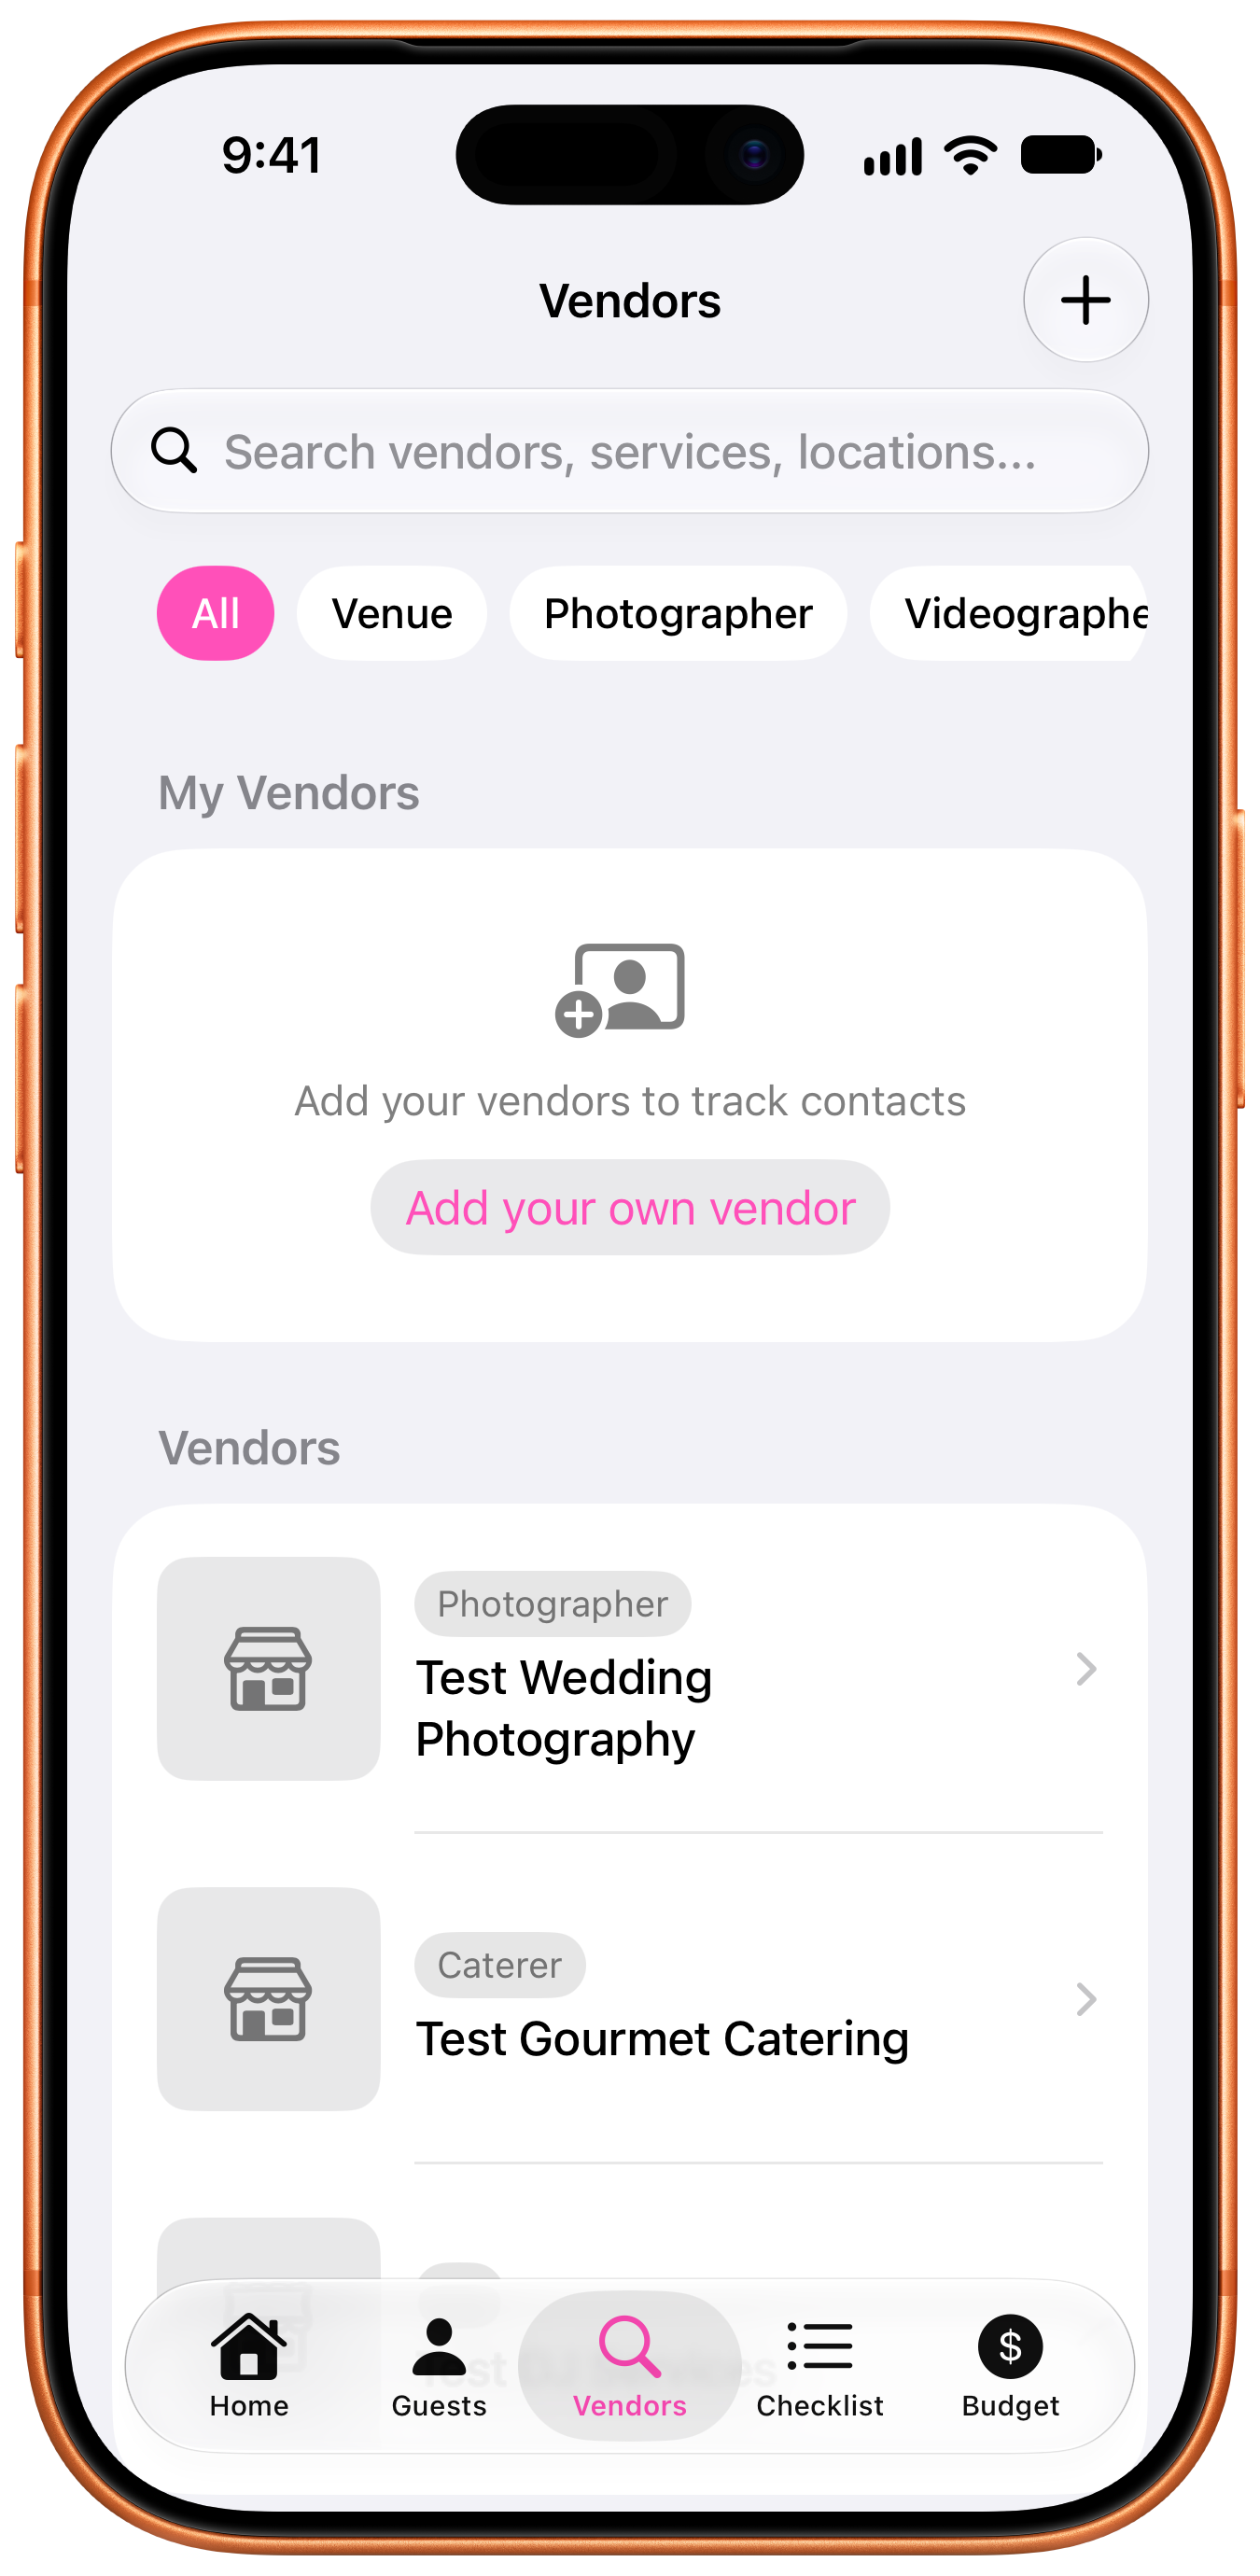 9:41
Vendors
Search vendors, services, locations...
All Venue Photographer Videographe
My Vendors
Add your vendors to track contacts
Add your own vendor
Vendors
Photographer
Test Wedding
Photography
Caterer
Test Gourmet Catering
Home Guests Vendors Checklist Budget